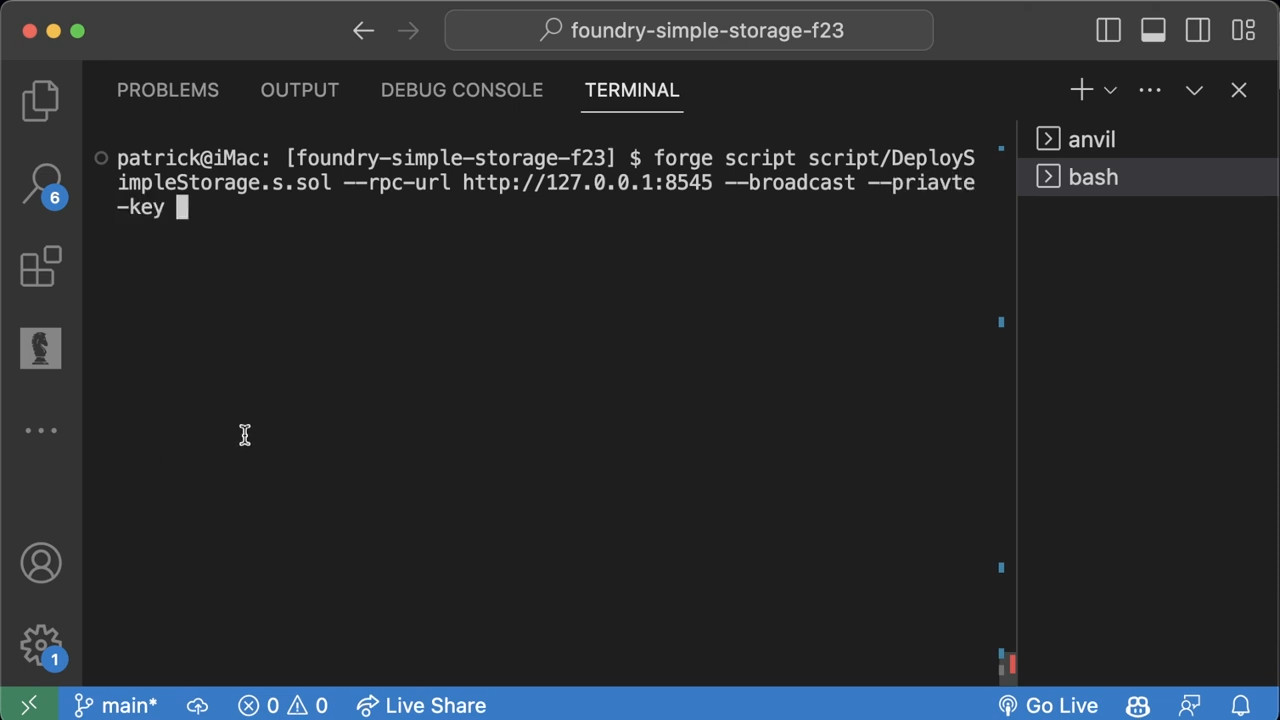 foundry-simple-storage-f23
PROBLEMS OUTPUT DEBUG CONSOLE TERMINAL
patrick@iMac: [foundry-simple-storage-f23] $ forge script script/DeployS
impleStorage.s.sol --rpc-url http://127.0.0.1:8545 --broadcast --priavte
-key
anvil
bash
6
1
main* 0 0 Live Share Go Live